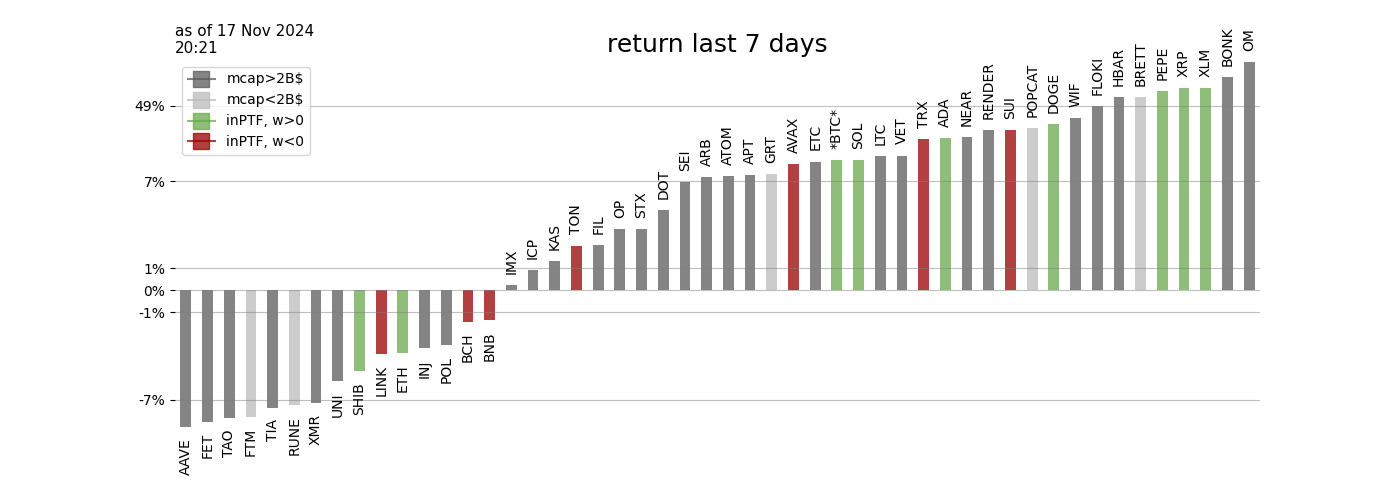 as of 17 Nov 2024
20:21
return last 7 days
mcap>2B$
mcap<2B$
inPTF, w>0
inPTF, w<0
49%
7%
1%
0%
-1%
-7%
AAVE
FET
TAO
FTM
TIA
RUNE
XMR
UNI
SHIB
LINK
ETH
INJ
POL
BCH
BNB
IMX
ICP
KAS
TON
FIL
OP
STX
DOT
SEI
ARB
ATOM
APT
GRT
AVAX
ETC
*BTC*
SOL
LTC
VET
TRX
ADA
NEAR
RENDER
SUI
POPCAT
DOGE
WIF
FLOKI
HBAR
BRETT
PEPE
XRP
XLM
BONK
OM